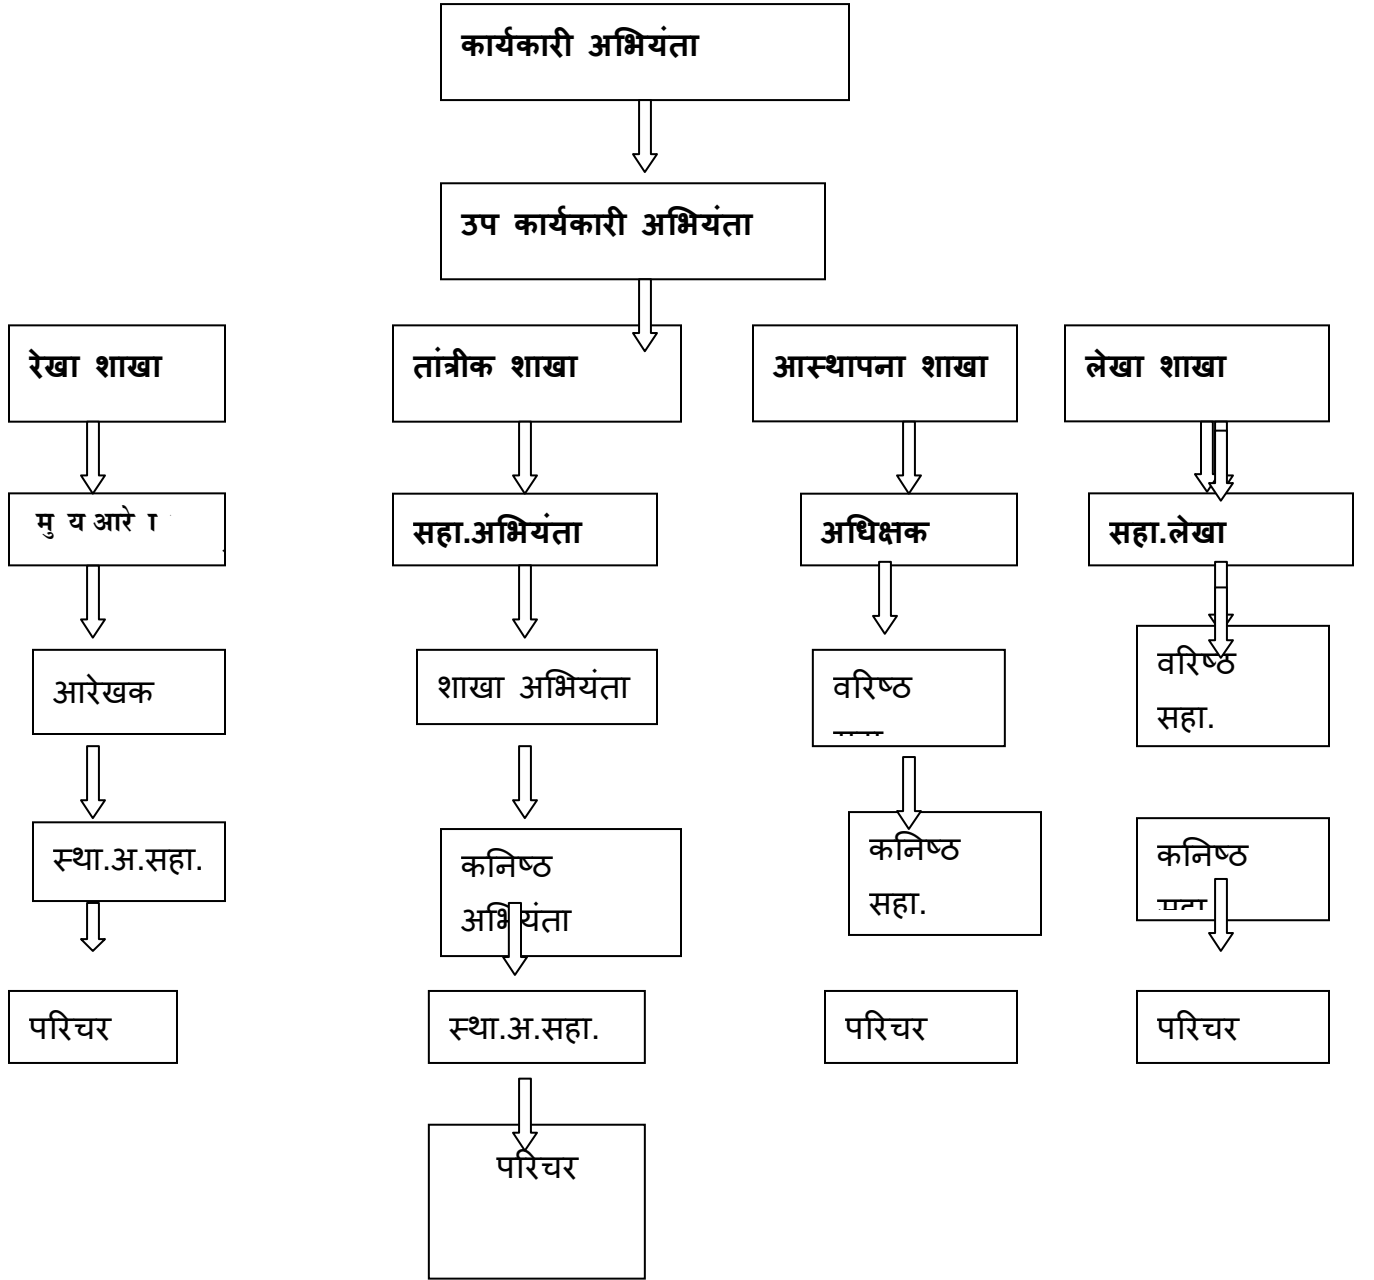 कार्यकारी अभियंता
उप कार्यकारी अभियंता
रेखा शाखा
तांत्रीक शाखा
आस्थापना शाखा
लेखा शाखा
सहा.अभियंता
अधिक्षक
सहा.लेखा
आरेखक
शाखा अभियंता
वरिष्ठ
वरिष्ठ
सहा.
स्था.अ.सहा.
कनिष्ठ
अभियंता
कनिष्ठ
सहा.
कनिष्ठ
परिचर
स्था.अ.सहा.
परिचर
परिचर
परिचर